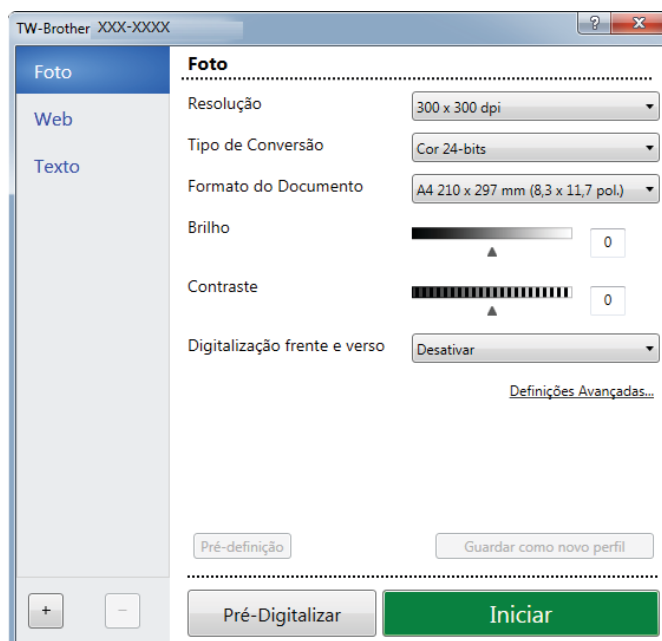 TW-Brother XXX-XXXX
?
x
Foto
Web
Texto
+
−
Foto
Resolução
300 x 300 dpi
Tipo de Conversão
Cor 24-bits
Formato do Documento
A4 210 x 297 mm (8,3 x 11,7 pol.)
Brilho
0
Contraste
0
Digitalização frente e verso
Desativar
Definições Avançadas...
Pré-definição
Guardar como novo perfil
Pré-Digitalizar
Iniciar